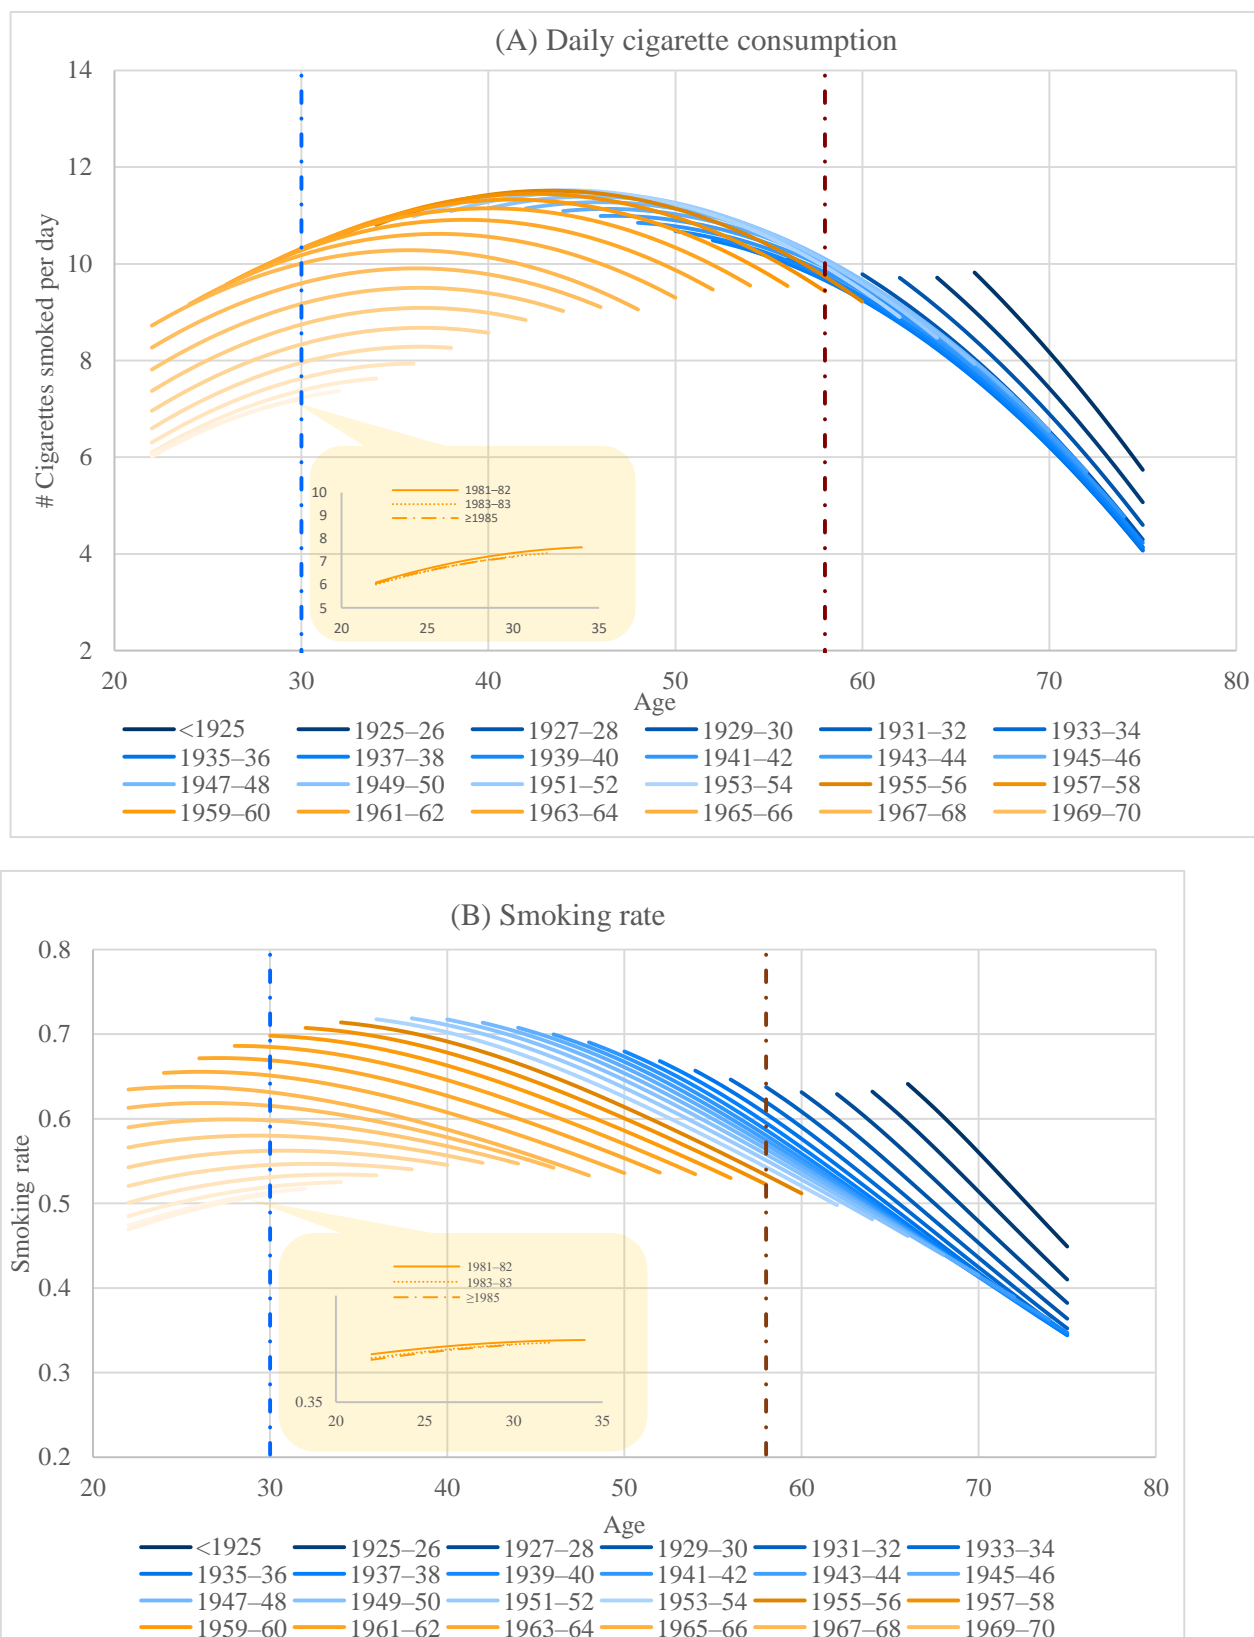 (A) Daily cigarette consumption
14
12
10
8
6
4
2
# Cigarettes smoked per day
10
9
8
7
6
5
1981–82
1983–83
≥1985
20 25 30 35
20 30 40 50 60 70 80
Age
<1925 1925–26 1927–28 1929–30 1931–32 1933–34
1935–36 1937–38 1939–40 1941–42 1943–44 1945–46
1947–48 1949–50 1951–52 1953–54 1955–56 1957–58
1959–60 1961–62 1963–64 1965–66 1967–68 1969–70
(B) Smoking rate
0.8
0.7
0.6
0.5
0.4
0.3
0.2
Smoking rate
1981–82
1983–83
≥1985
0.35
20 25 30 35
20 30 40 50 60 70 80
Age
<1925 1925–26 1927–28 1929–30 1931–32 1933–34
1935–36 1937–38 1939–40 1941–42 1943–44 1945–46
1947–48 1949–50 1951–52 1953–54 1955–56 1957–58
1959–60 1961–62 1963–64 1965–66 1967–68 1969–70